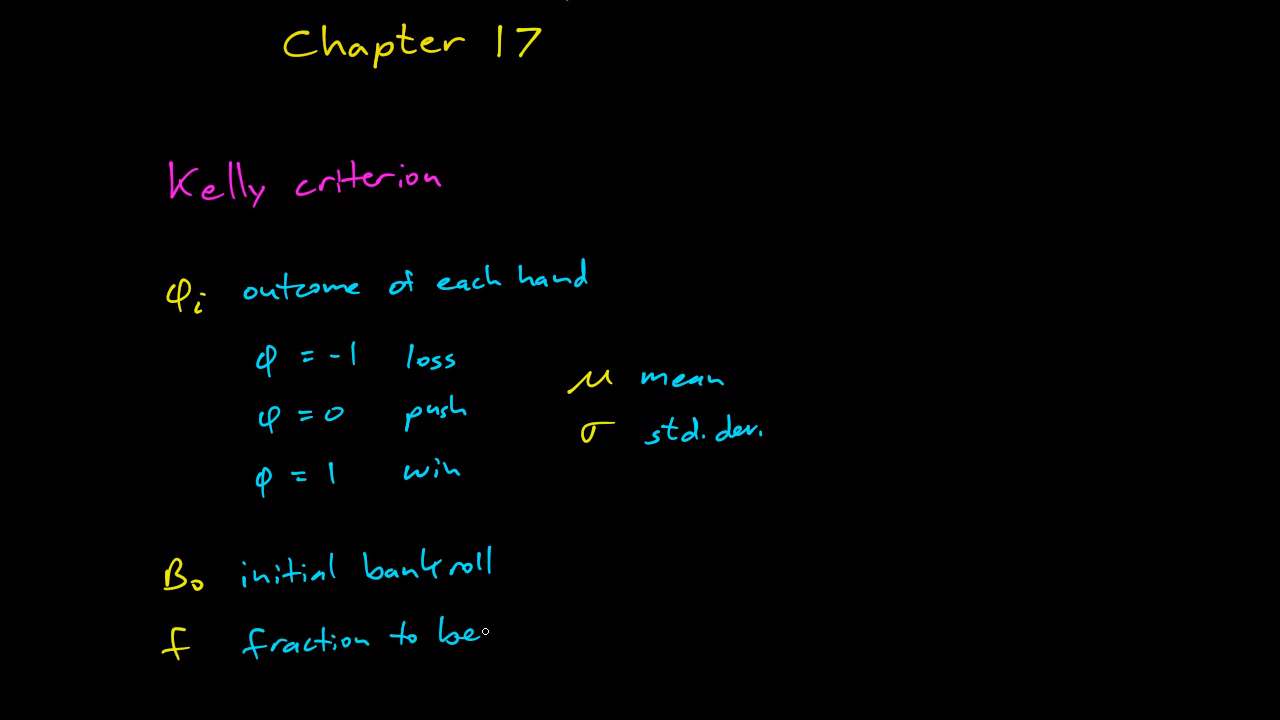 Chapter 17
Kelly criterion
φi outcome of each hand
φ = -1 loss
φ = 0 push
φ = 1 win
μ mean
σ std. dev.
B0 initial bankroll
f fraction to be